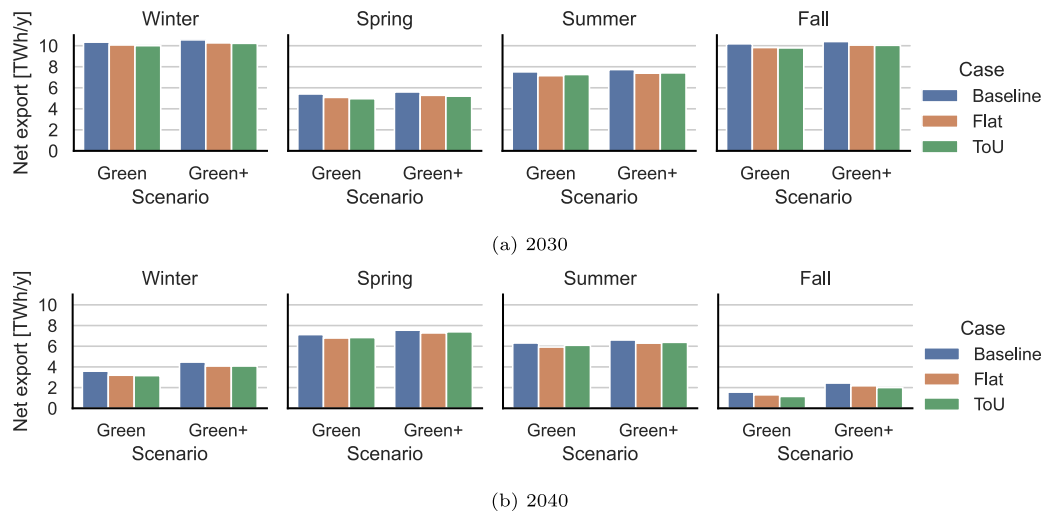 Winter Spring Summer Fall
Net export [TWh/y]
10
8
6
4
2
0
Green Green+ Green Green+ Green Green+ Green Green+
Scenario Scenario Scenario Scenario
Case
Baseline
Flat
ToU
(a) 2030
Winter Spring Summer Fall
Net export [TWh/y]
10
8
6
4
2
0
Green Green+ Green Green+ Green Green+ Green Green+
Scenario Scenario Scenario Scenario
Case
Baseline
Flat
ToU
(b) 2040